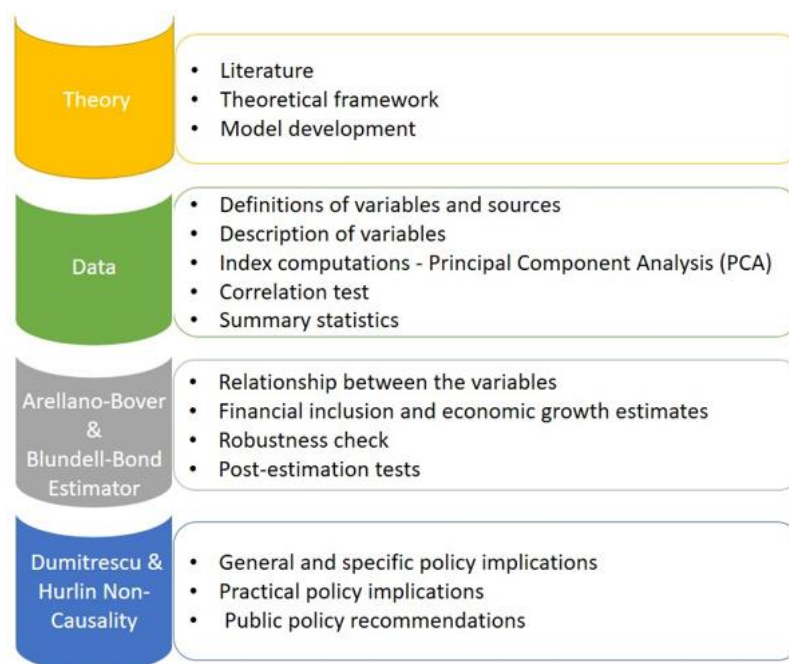 Theory
• Literature
• Theoretical framework
• Model development
Data
• Definitions of variables and sources
• Description of variables
• Index computations - Principal Component Analysis (PCA)
• Correlation test
• Summary statistics
Arellano-Bover
&
Blundell-Bond
Estimator
• Relationship between the variables
• Financial inclusion and economic growth estimates
• Robustness check
• Post-estimation tests
Dumitrescu &
Hurlin Non-
Causality
• General and specific policy implications
• Practical policy implications
• Public policy recommendations